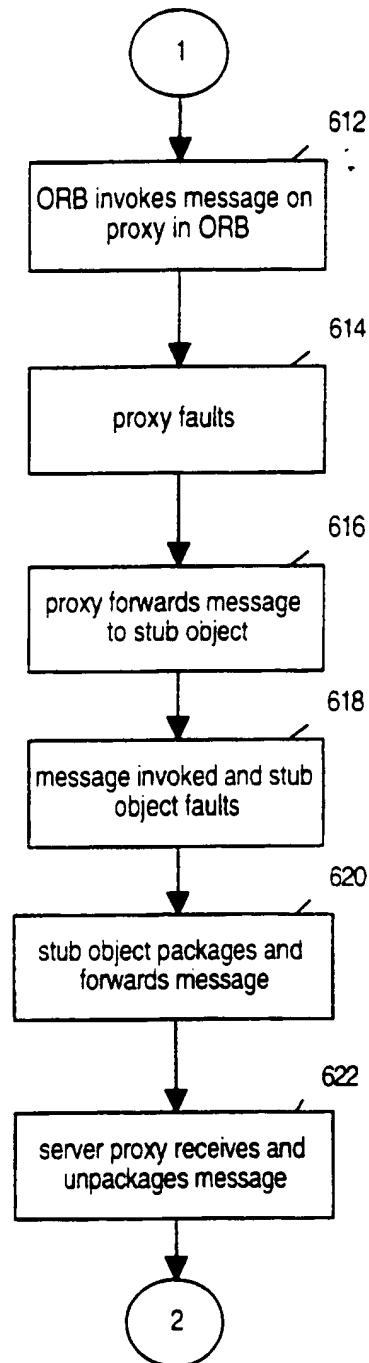 1
612
ORB invokes message on
proxy in ORB
614
proxy faults
616
proxy forwards message
to stub object
618
message invoked and stub
object faults
620
stub object packages and
forwards message
622
server proxy receives and
unpackages message
2